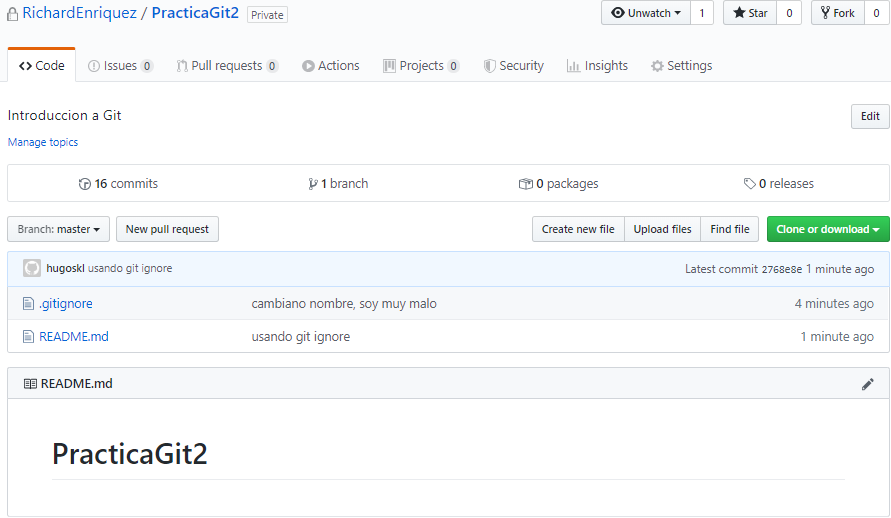 RichardEnriquez / PracticaGit2 Private Unwatch 1 Star 0 Fork 0
Code Issues 0 Pull requests 0 Actions Projects 0 Security Insights Settings
Introduccion a Git Edit
Manage topics
16 commits 1 branch 0 packages 0 releases
Branch: master New pull request Create new file Upload files Find file Clone or download
hugoskl usando git ignore Latest commit 2768e8e 1 minute ago
.gitignore cambiano nombre, soy muy malo 4 minutes ago
README.md usando git ignore 1 minute ago
README.md
PracticaGit2